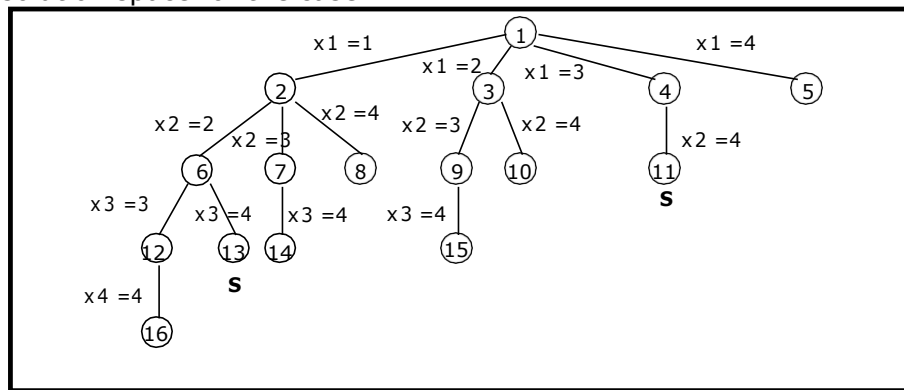 1
x1 =1
x1 =2
x1 =3
x1 =4
2
3
4
5
x2 =2
x2 =3
x2 =4
x2 =3
x2 =4
x2 =4
6
7
8
9
10
11
S
x3 =3
x3 =4
x3 =4
x3 =4
12
13
14
15
S
x4 =4
16